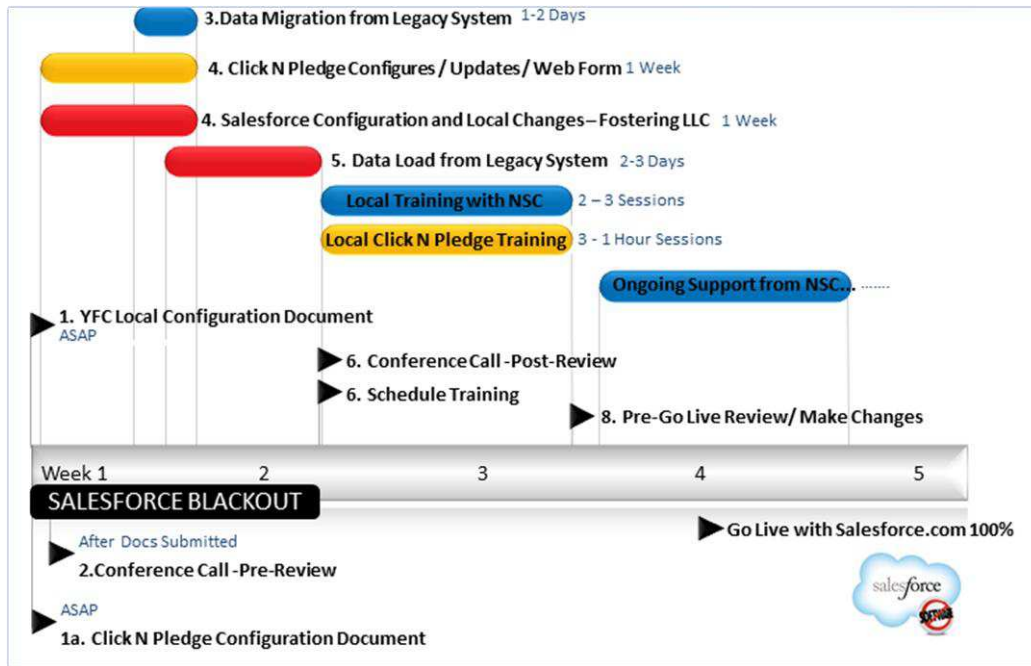 3.Data Migration from Legacy System 1-2 Days
4. Click N Pledge Configures / Updates/ Web Form 1 Week
4. Salesforce Configuration and Local Changes–Fostering LLC 1 Week
5. Data Load from Legacy System 2-3 Days
Local Training with NSC 2 – 3 Sessions
Local Click N Pledge Training 3 - 1 Hour Sessions
Ongoing Support from NSC... .......
1. YFC Local Configuration Document
ASAP
6. Conference Call -Post-Review
6. Schedule Training
8. Pre-Go Live Review/ Make Changes
Week 1 2 3 4 5
SALESFORCE BLACKOUT
Go Live with Salesforce.com 100%
After Docs Submitted
2.Conference Call -Pre-Review
salesforce
SOFTWARE
ASAP
1a. Click N Pledge Configuration Document